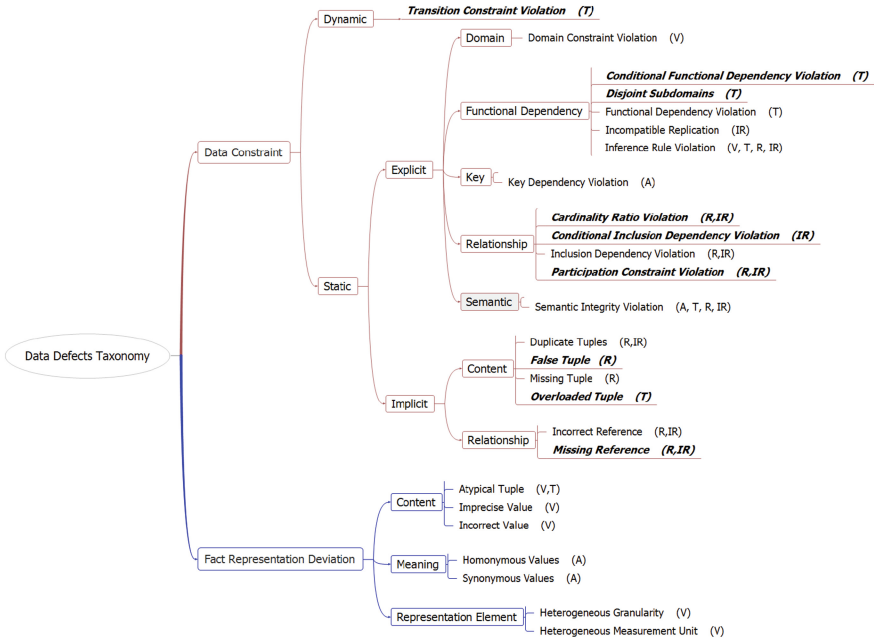 Data Defects Taxonomy
Data Constraint
Dynamic
Transition Constraint Violation (T)
Static
Explicit
Domain
Domain Constraint Violation (V)
Functional Dependency
Conditional Functional Dependency Violation (T)
Disjoint Subdomains (T)
Functional Dependency Violation (T)
Incompatible Replication (IR)
Inference Rule Violation (V, T, R, IR)
Key
Key Dependency Violation (A)
Relationship
Cardinality Ratio Violation (R,IR)
Conditional Inclusion Dependency Violation (IR)
Inclusion Dependency Violation (R,IR)
Participation Constraint Violation (R,IR)
Semantic
Semantic Integrity Violation (A, T, R, IR)
Implicit
Content
Duplicate Tuples (R,IR)
False Tuple (R)
Missing Tuple (R)
Overloaded Tuple (T)
Relationship
Incorrect Reference (R,IR)
Missing Reference (R,IR)
Fact Representation Deviation
Content
Atypical Tuple (V,T)
Imprecise Value (V)
Incorrect Value (V)
Meaning
Homonymous Values (A)
Synonymous Values (A)
Representation Element
Heterogeneous Granularity (V)
Heterogeneous Measurement Unit (V)